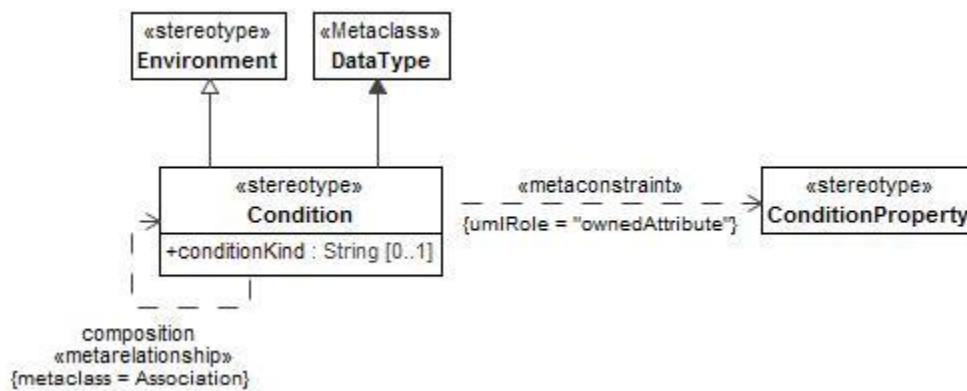 «stereotype»
Environment
«Metaclass»
DataType
«stereotype»
Condition
+conditionKind : String [0..1]
«metaconstraint»
{umlRole = "ownedAttribute"}
«stereotype»
ConditionProperty
composition
«metarelationship»
{metaclass = Association}